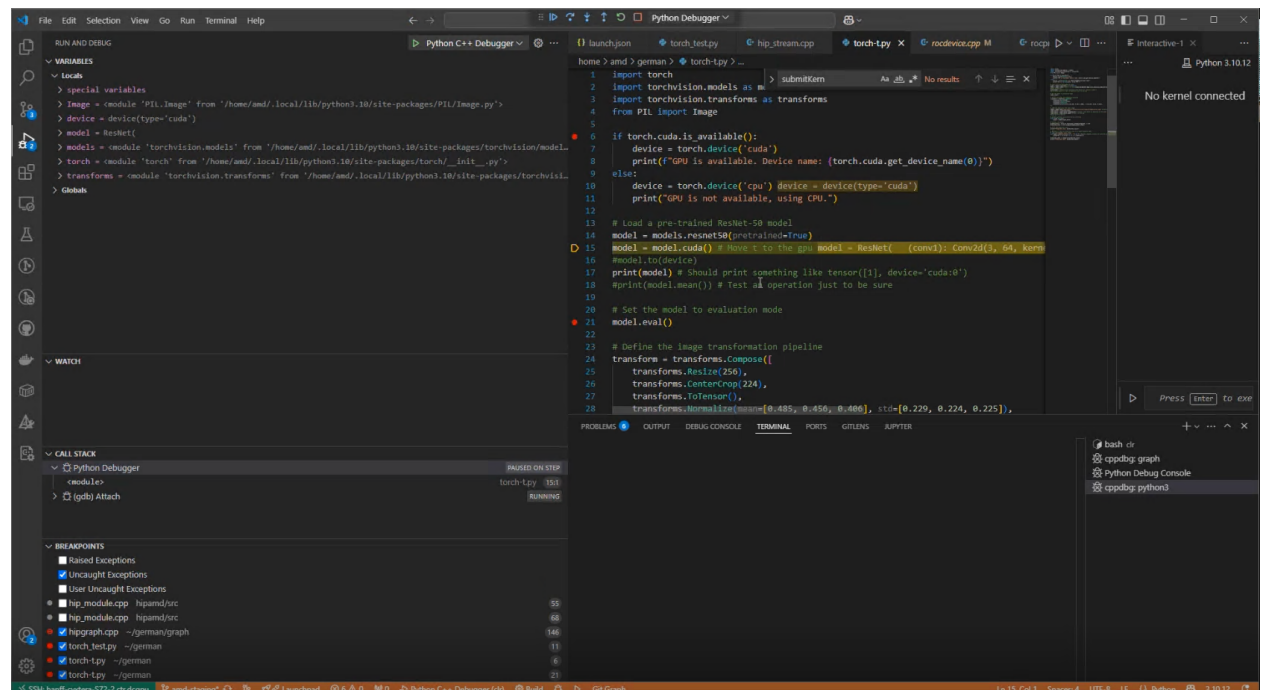 File Edit Selection View Go Run Terminal Help
Python Debugger
RUN AND DEBUG
Python C++ Debugger
VARIABLES
Locals
special variables
Image = <module 'PIL.Image' from '/home/amd/.local/lib/python3.10/site-packages/PIL/Image.py'>
device = device(type='cuda')
model = ResNet(
models = <module 'torchvision.models' from '/home/amd/.local/lib/python3.10/site-packages/torchvision/model…
torch = <module 'torch' from '/home/amd/.local/lib/python3.10/site-packages/torch/__init__.py'>
transforms = <module 'torchvision.transforms' from '/home/amd/.local/lib/python3.10/site-packages/torchvisi…
Globals
WATCH
CALL STACK
Python Debugger PAUSED ON STEP
<module> torch-t.py 15:1
(gdb) Attach RUNNING
BREAKPOINTS
Raised Exceptions
Uncaught Exceptions
User Uncaught Exceptions
hip_module.cpp hipamd/src 55
hip_module.cpp hipamd/src 68
hipgraph.cpp ~/german/graph 146
torch_test.py ~/german 11
torch-t.py ~/german 6
torch-t.py ~/german 21
launch.json torch_test.py hip_stream.cpp torch-t.py rocdevice.cpp M
home > amd > german > torch-t.py > ...
submitKern Aa ab No results
1 import torch
2 import torchvision.models as m
3 import torchvision.transforms as transforms
4 from PIL import Image
5
6 if torch.cuda.is_available():
7 device = torch.device('cuda')
8 print(f"GPU is available. Device name: {torch.cuda.get_device_name(0)}")
9 else:
10 device = torch.device('cpu') device = device(type='cuda')
11 print("GPU is not available, using CPU.")
12
13 # Load a pre-trained ResNet-50 model
14 model = models.resnet50(pretrained=True)
15 model = model.cuda() # Move t to the gpu model = ResNet( (conv1): Conv2d(3, 64, kern
16 #model.to(device)
17 print(model) # Should print something like tensor([1], device='cuda:0')
18 #print(model.mean()) # Test an operation just to be sure
19
20 # Set the model to evaluation mode
21 model.eval()
22
23 # Define the image transformation pipeline
24 transform = transforms.Compose([
25 transforms.Resize(256),
26 transforms.CenterCrop(224),
27 transforms.ToTensor(),
28 transforms.Normalize(mean=[0.485, 0.456, 0.406], std=[0.229, 0.224, 0.225]),
PROBLEMS 6 OUTPUT DEBUG CONSOLE TERMINAL PORTS GITLENS JUPYTER
bash dr
cppdbg: graph
Python Debug Console
cppdbg: python3
Interactive-1
Python 3.10.12
No kernel connected
Press Enter to exe